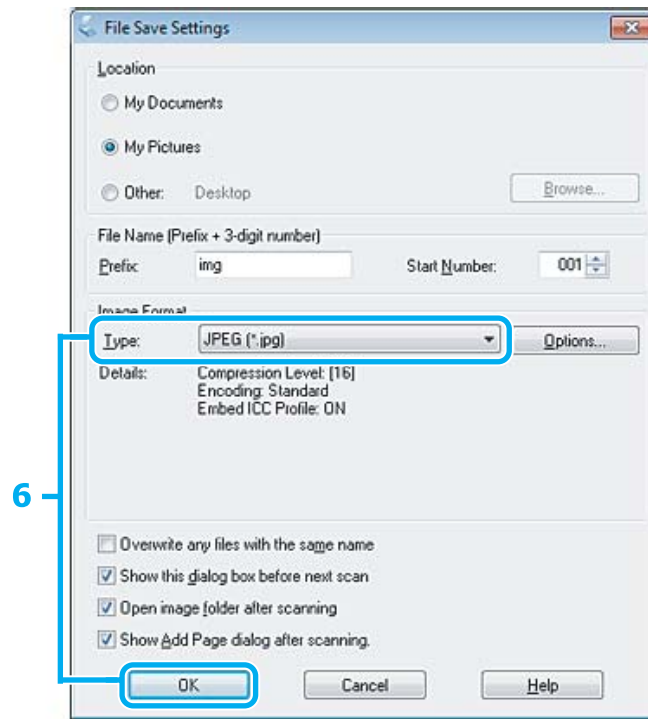 File Save Settings
Location
My Documents
My Pictures
Other: Desktop Browse...
File Name (Prefix + 3-digit number)
Prefix: img Start Number: 001
Image Format
Type: JPEG (*.jpg) Options...
Details: Compression Level: [16]
Encoding: Standard
Embed ICC Profile: ON
6
Overwrite any files with the same name
Show this dialog box before next scan
Open image folder after scanning
Show Add Page dialog after scanning.
OK Cancel Help